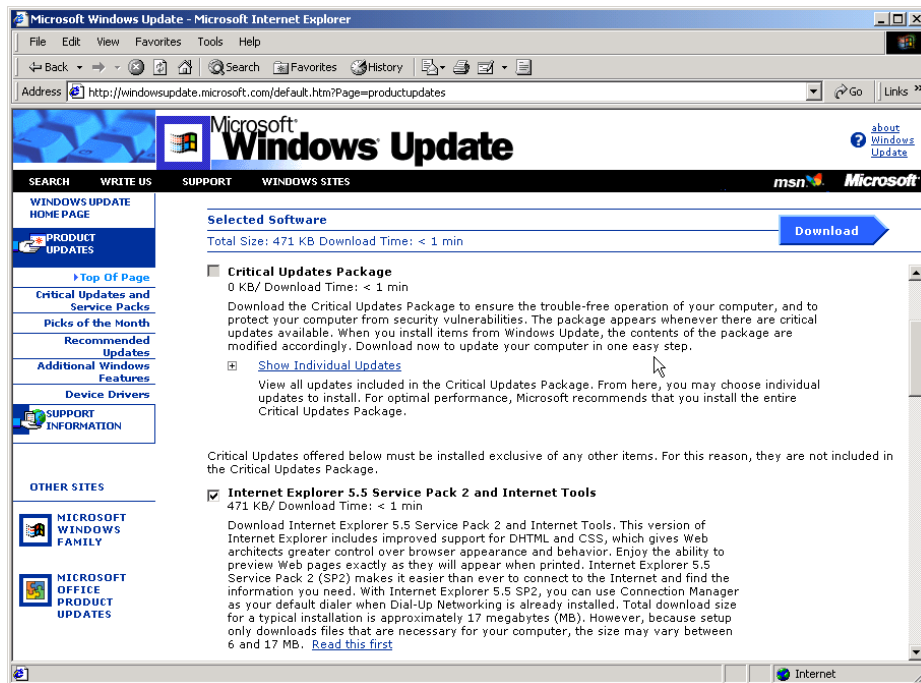 Microsoft Windows Update - Microsoft Internet Explorer
File Edit View Favorites Tools Help
Back Search Favorites History
Address http://windowsupdate.microsoft.com/default.htm?Page=productupdates Go Links »
Microsoft
Windows Update
about
Windows
Update
SEARCH WRITE US SUPPORT WINDOWS SITES
msn Microsoft
WINDOWS UPDATE
HOME PAGE
PRODUCT
UPDATES
Top Of Page
Critical Updates and
Service Packs
Picks of the Month
Recommended
Updates
Additional Windows
Features
Device Drivers
SUPPORT
INFORMATION
OTHER SITES
MICROSOFT
WINDOWS
FAMILY
MICROSOFT
OFFICE
PRODUCT
UPDATES
Selected Software
Total Size: 471 KB Download Time: < 1 min
Download
Critical Updates Package
0 KB/ Download Time: < 1 min
Download the Critical Updates Package to ensure the trouble-free operation of your computer, and to
protect your computer from security vulnerabilities. The package appears whenever there are critical
updates available. When you install items from Windows Update, the contents of the package are
modified accordingly. Download now to update your computer in one easy step.
Show Individual Updates
View all updates included in the Critical Updates Package. From here, you may choose individual
updates to install. For optimal performance, Microsoft recommends that you install the entire
Critical Updates Package.
Critical Updates offered below must be installed exclusive of any other items. For this reason, they are not included in
the Critical Updates Package.
Internet Explorer 5.5 Service Pack 2 and Internet Tools
471 KB/ Download Time: < 1 min
Download Internet Explorer 5.5 Service Pack 2 and Internet Tools. This version of
Internet Explorer includes improved support for DHTML and CSS, which gives Web
architects greater control over browser appearance and behavior. Enjoy the ability to
preview Web pages exactly as they will appear when printed. Internet Explorer 5.5
Service Pack 2 (SP2) makes it easier than ever to connect to the Internet and find the
information you need. With Internet Explorer 5.5 SP2, you can use Connection Manager
as your default dialer when Dial-Up Networking is already installed. Total download size
for a typical installation is approximately 17 megabytes (MB). However, because setup
only downloads files that are necessary for your computer, the size may vary between
6 and 17 MB. Read this first
Internet